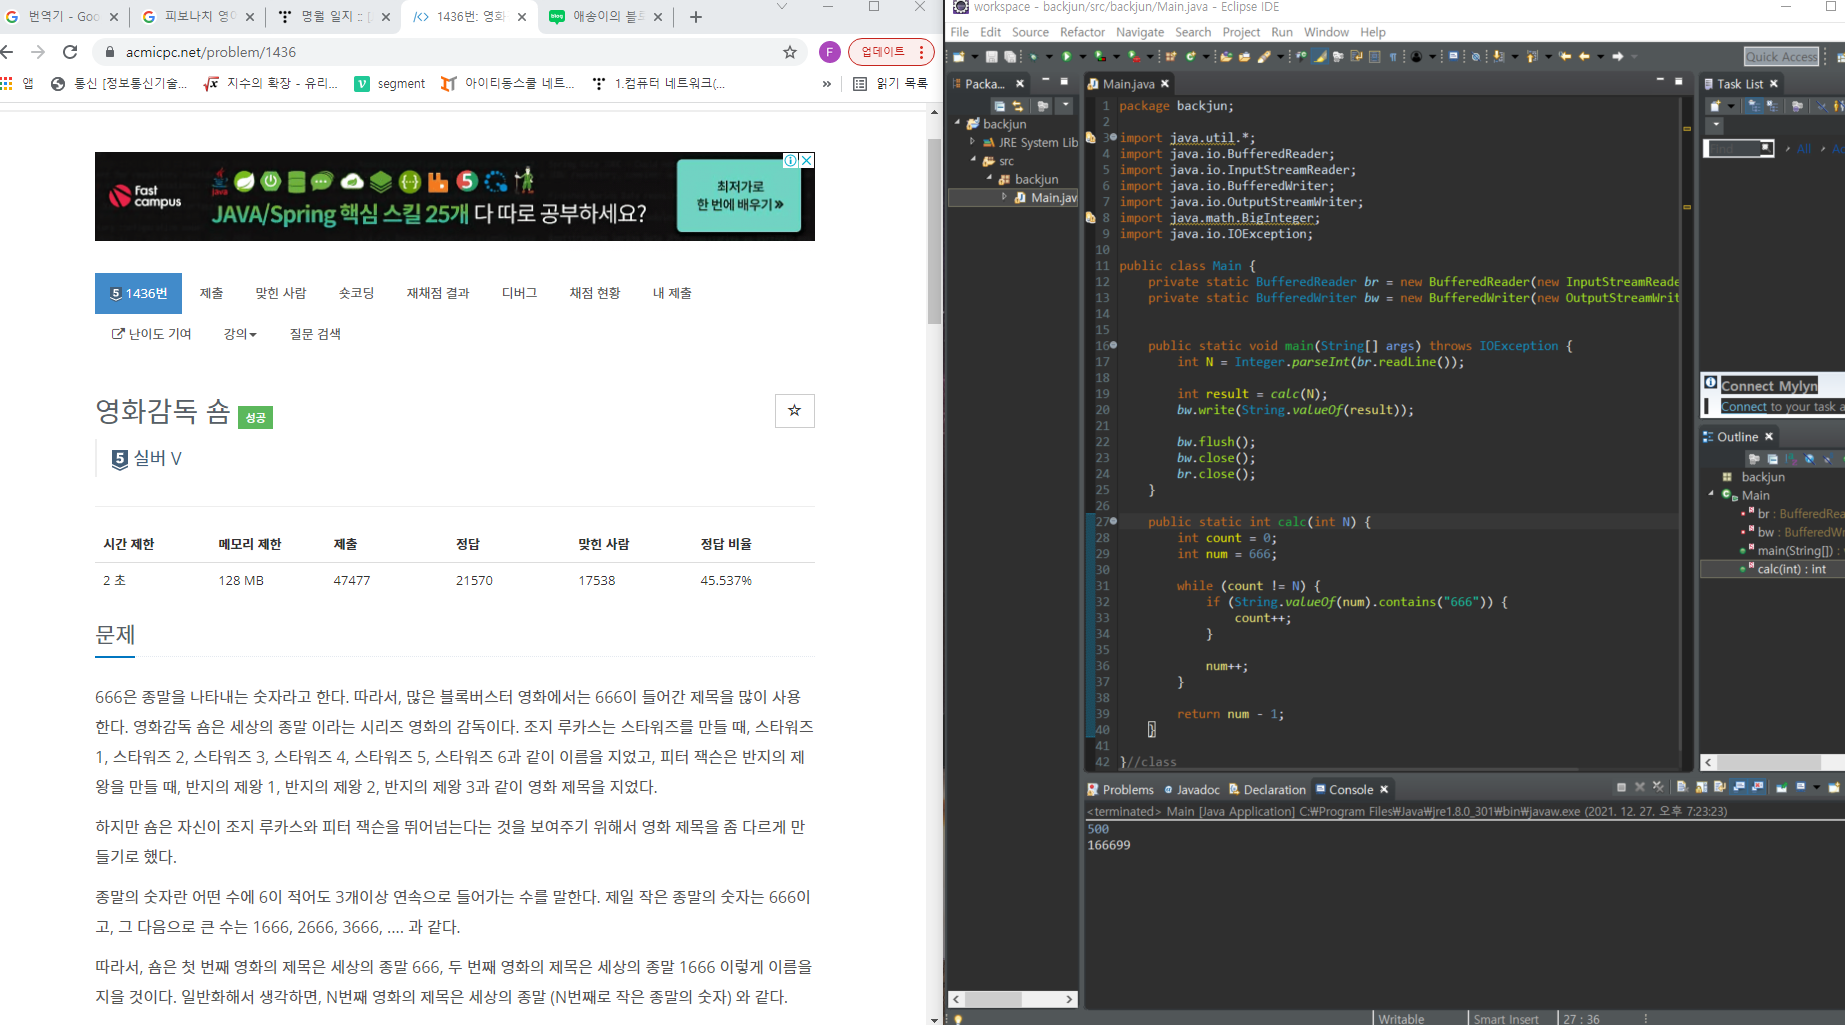 번역기 - Goo
피보나치 영어
명월 일지 :: [
1436번: 영화
애송이의 블로
workspace - backjun/src/backjun/Main.java - Eclipse IDE
acmicpc.net/problem/1436
F
업데이트
앱
통신 [정보통신기술...
지수의 확장 - 유리...
segment
아이티동스쿨 네트...
1.컴퓨터 네트워크(...
»
읽기 목록
Fast campus
JAVA/Spring 핵심 스킬 25개 다 따로 공부하세요?
최저가로
한 번에 배우기 »
1436번
제출
맞힌 사람
숏코딩
재채점 결과
디버그
채점 현황
내 제출
난이도 기여
강의
질문 검색
영화감독 숌 성공
5 실버 V
시간 제한 메모리 제한 제출 정답 맞힌 사람 정답 비율
2 초 128 MB 47477 21570 17538 45.537%
문제
666은 종말을 나타내는 숫자라고 한다. 따라서, 많은 블록버스터 영화에서는 666이 들어간 제목을 많이 사용
한다. 영화감독 숌은 세상의 종말 이라는 시리즈 영화의 감독이다. 조지 루카스는 스타워즈를 만들 때, 스타워즈
1, 스타워즈 2, 스타워즈 3, 스타워즈 4, 스타워즈 5, 스타워즈 6과 같이 이름을 지었고, 피터 잭슨은 반지의 제
왕을 만들 때, 반지의 제왕 1, 반지의 제왕 2, 반지의 제왕 3과 같이 영화 제목을 지었다.
하지만 숌은 자신이 조지 루카스와 피터 잭슨을 뛰어넘는다는 것을 보여주기 위해서 영화 제목을 좀 다르게 만
들기로 했다.
종말의 숫자란 어떤 수에 6이 적어도 3개이상 연속으로 들어가는 수를 말한다. 제일 작은 종말의 숫자는 666이
고, 그 다음으로 큰 수는 1666, 2666, 3666, .... 과 같다.
따라서, 숌은 첫 번째 영화의 제목은 세상의 종말 666, 두 번째 영화의 제목은 세상의 종말 1666 이렇게 이름을
지을 것이다. 일반화해서 생각하면, N번째 영화의 제목은 세상의 종말 (N번째로 작은 종말의 숫자) 와 같다.
File Edit Source Refactor Navigate Search Project Run Window Help
Quick Access
Packa...
backjun
JRE System Lib
src
backjun
Main.jav
Main.java
1 package backjun;
2
3 import java.util.*;
4 import java.io.BufferedReader;
5 import java.io.InputStreamReader;
6 import java.io.BufferedWriter;
7 import java.io.OutputStreamWriter;
8 import java.math.BigInteger;
9 import java.io.IOException;
10
11 public class Main {
12 private static BufferedReader br = new BufferedReader(new InputStreamReade
13 private static BufferedWriter bw = new BufferedWriter(new OutputStreamWrit
14
15
16 public static void main(String[] args) throws IOException {
17 int N = Integer.parseInt(br.readLine());
18
19 int result = calc(N);
20 bw.write(String.valueOf(result));
21
22 bw.flush();
23 bw.close();
24 br.close();
25 }
26
27 public static int calc(int N) {
28 int count = 0;
29 int num = 666;
30
31 while (count != N) {
32 if (String.valueOf(num).contains("666")) {
33 count++;
34 }
35
36 num++;
37 }
38
39 return num - 1;
40 }
41
42 }//class
Task List
Find
All
Ac
Connect Mylyn
Connect to your task a
Outline
backjun
Main
br : BufferedRea
bw : BufferedWr
main(String[]) :
calc(int) : int
Problems Javadoc Declaration Console
<terminated> Main [Java Application] C:₩Program Files₩Java₩jre1.8.0_301₩bin₩javaw.exe (2021. 12. 27. 오후 7:23:23)
500
166699
Writable
Smart Insert
27 : 36